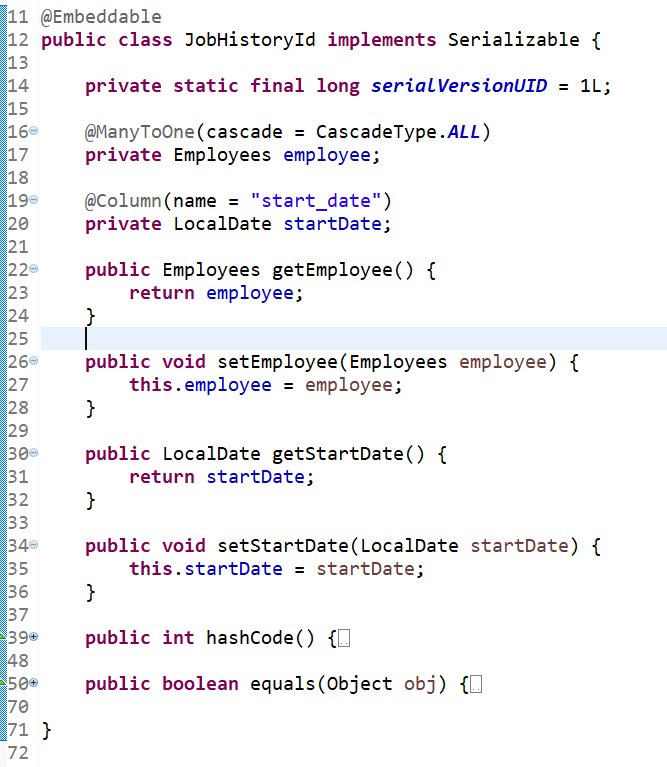 11 @Embeddable
12 public class JobHistoryId implements Serializable {
13
14     private static final long serialVersionUID = 1L;
15
16     @ManyToOne(cascade = CascadeType.ALL)
17     private Employees employee;
18
19     @Column(name = "start_date")
20     private LocalDate startDate;
21
22     public Employees getEmployee() {
23         return employee;
24     }
25
26     public void setEmployee(Employees employee) {
27         this.employee = employee;
28     }
29
30     public LocalDate getStartDate() {
31         return startDate;
32     }
33
34     public void setStartDate(LocalDate startDate) {
35         this.startDate = startDate;
36     }
37
39     public int hashCode() {
48
50     public boolean equals(Object obj) {
70
71 }
72